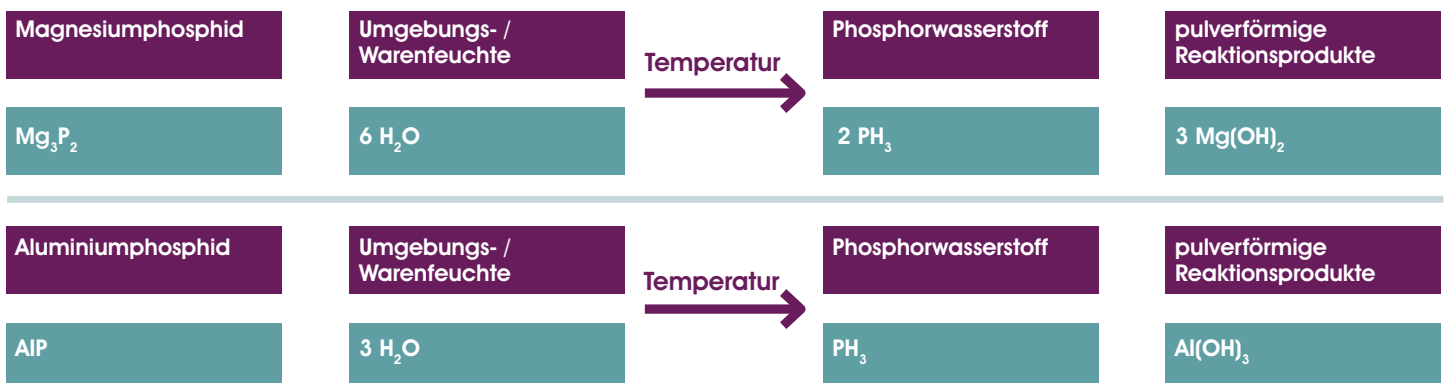 Magnesiumphosphid
Umgebungs- /
Warenfeuchte
Temperatur
Phosphorwasserstoff
pulverförmige
Reaktionsprodukte
Mg₃P₂
6 H₂O
2 PH₃
3 Mg(OH)₂
Aluminiumphosphid
Umgebungs- /
Warenfeuchte
Temperatur
Phosphorwasserstoff
pulverförmige
Reaktionsprodukte
AlP
3 H₂O
PH₃
Al(OH)₃